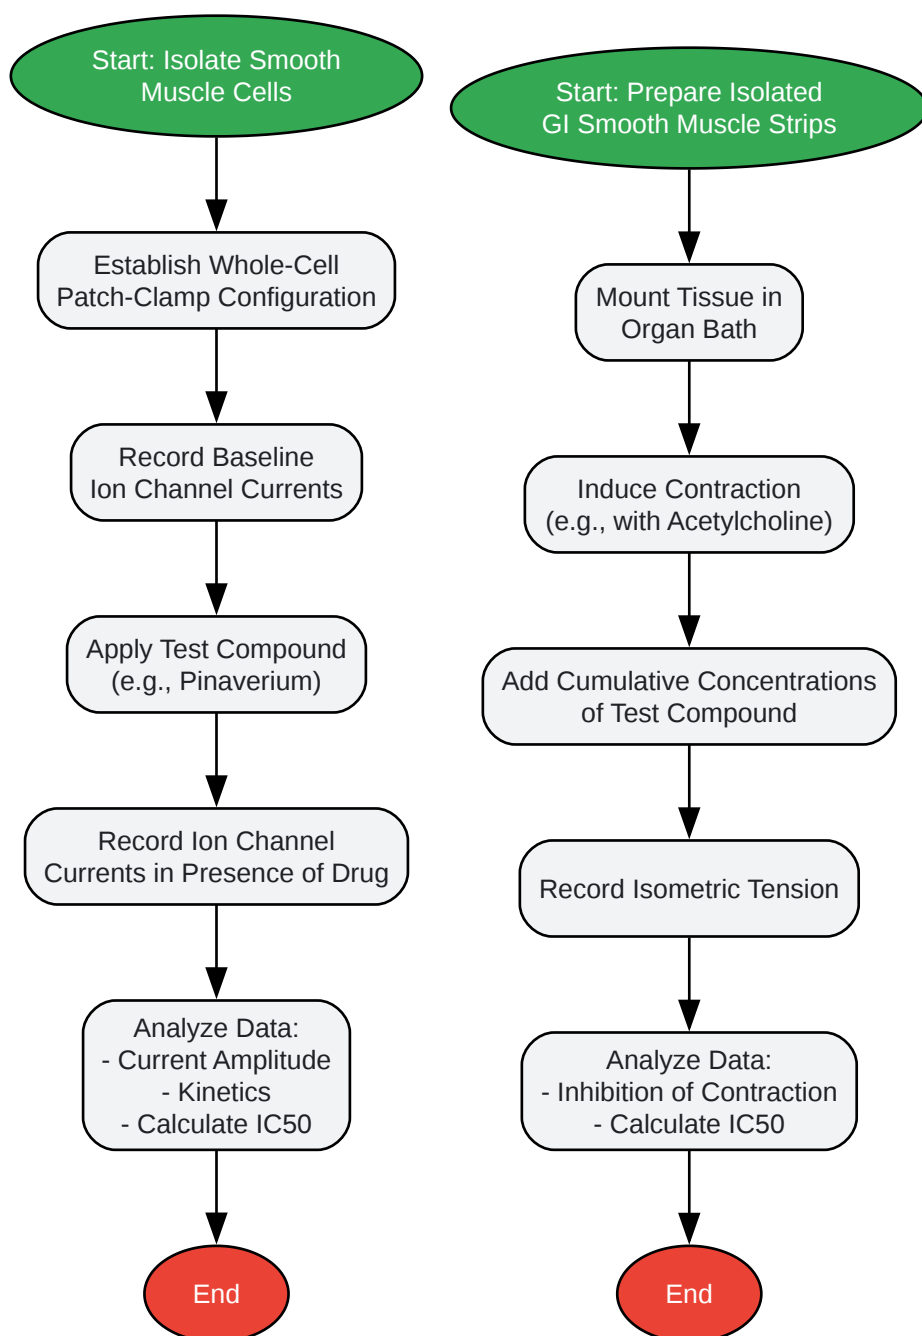 Start: Isolate Smooth
Muscle Cells
Establish Whole-Cell
Patch-Clamp Configuration
Record Baseline
Ion Channel Currents
Apply Test Compound
(e.g., Pinaverium)
Record Ion Channel
Currents in Presence of Drug
Analyze Data:
- Current Amplitude
- Kinetics
- Calculate IC50
End
Start: Prepare Isolated
GI Smooth Muscle Strips
Mount Tissue in
Organ Bath
Induce Contraction
(e.g., with Acetylcholine)
Add Cumulative Concentrations
of Test Compound
Record Isometric Tension
Analyze Data:
- Inhibition of Contraction
- Calculate IC50
End